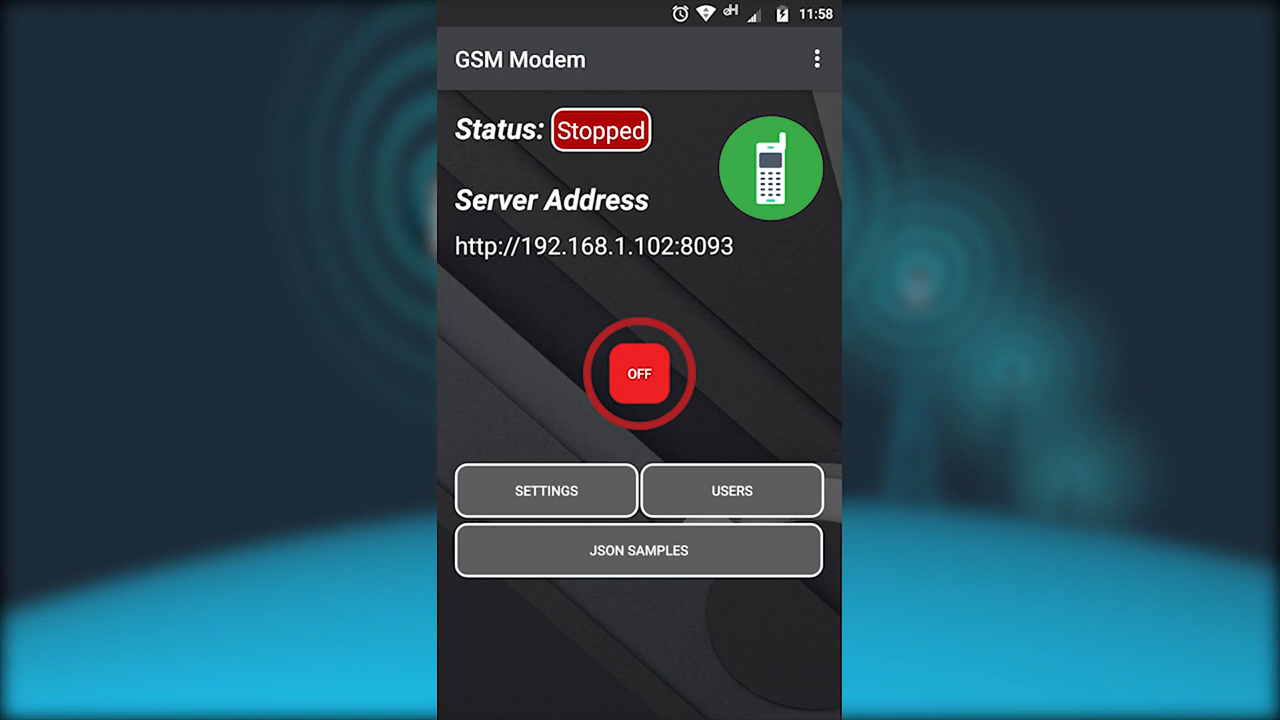 11:58
GSM Modem
Status: Stopped
Server Address
http://192.168.1.102:8093
OFF
SETTINGS USERS
JSON SAMPLES